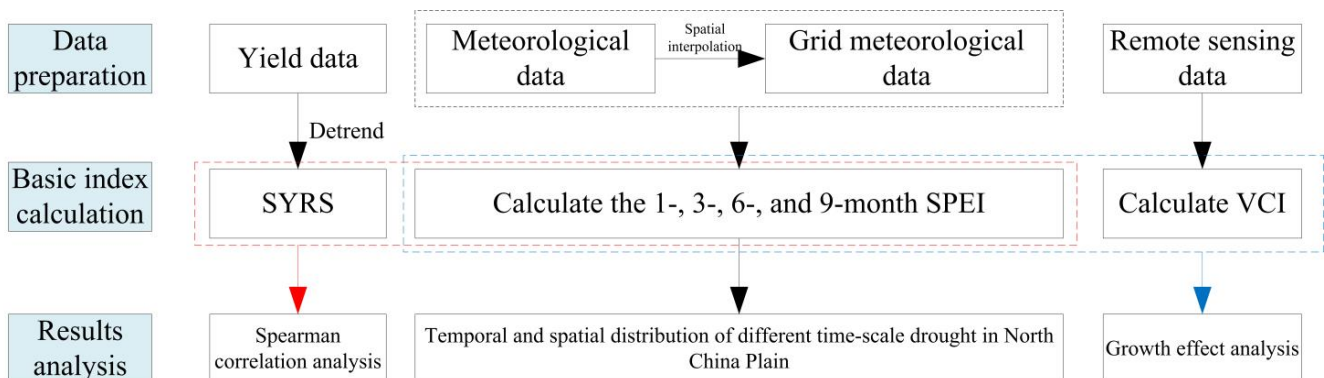 Data
preparation
Yield data
Meteorological
data
Spatial
interpolation
Grid meteorological
data
Remote sensing
data
Detrend
Basic index
calculation
SYRS
Calculate the 1-, 3-, 6-, and 9-month SPEI
Calculate VCI
Results
analysis
Spearman
correlation analysis
Temporal and spatial distribution of different time-scale drought in North
China Plain
Growth effect analysis